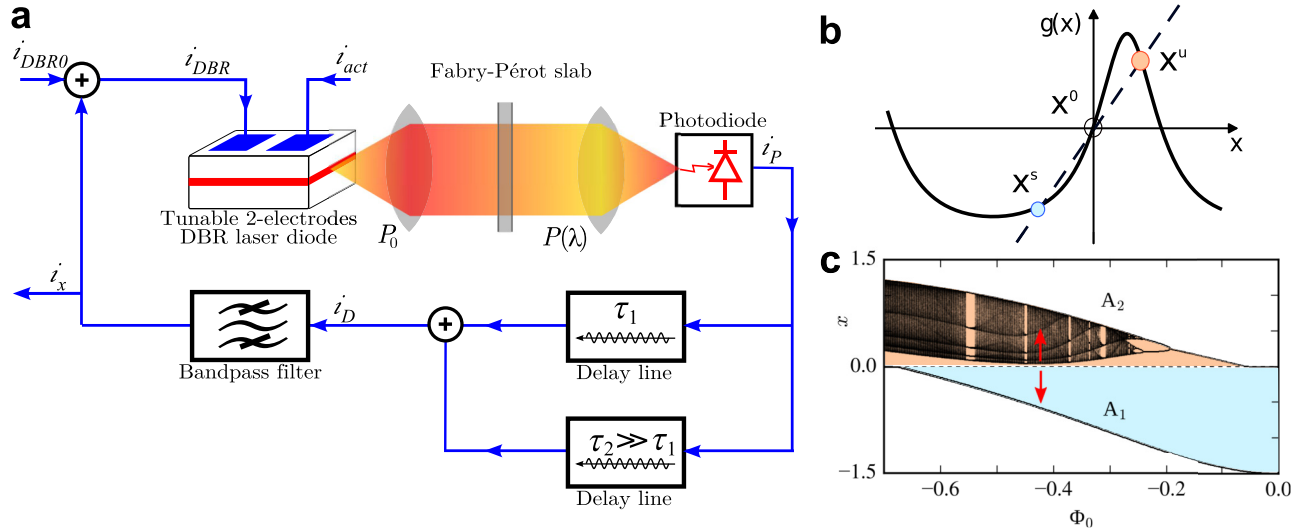 a
i_DBR0
i_DBR
i_act
Fabry-Pérot slab
Photodiode
i_P
Tunable 2-electrodes
DBR laser diode
P_0
P(λ)
i_x
Bandpass filter
i_D
τ_1
Delay line
τ_2 ≫ τ_1
Delay line
b
g(x)
x^u
x^0
x
x^s
c
1.5
A_2
x
0.0
A_1
−1.5
−0.6
−0.4
−0.2
0.0
Φ_0